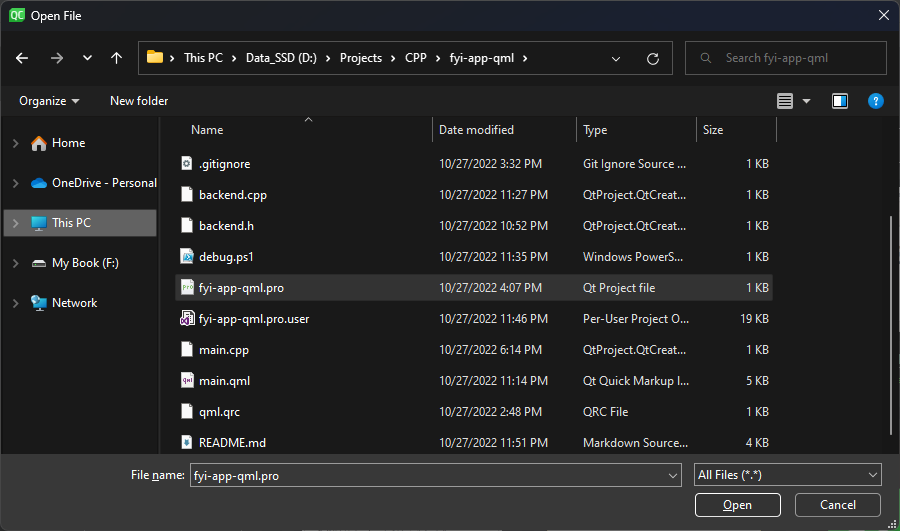 QC Open File
This PC > Data_SSD (D:) > Projects > CPP > fyi-app-qml >
Search fyi-app-qml
Organize New folder ?
Name Date modified Type Size
Home
OneDrive - Personal
This PC
My Book (F:)
Network
.gitignore 10/27/2022 3:32 PM Git Ignore Source ... 1 KB
backend.cpp 10/27/2022 11:27 PM QtProject.QtCreat... 1 KB
backend.h 10/27/2022 10:52 PM QtProject.QtCreat... 1 KB
debug.ps1 10/27/2022 11:35 PM Windows PowerS... 1 KB
fyi-app-qml.pro 10/27/2022 4:07 PM Qt Project file 1 KB
fyi-app-qml.pro.user 10/27/2022 11:46 PM Per-User Project O... 19 KB
main.cpp 10/27/2022 6:14 PM QtProject.QtCreat... 1 KB
main.qml 10/27/2022 11:14 PM Qt Quick Markup l... 5 KB
qml.qrc 10/27/2022 2:48 PM QRC File 1 KB
README.md 10/27/2022 11:51 PM Markdown Source... 4 KB
File name: fyi-app-qml.pro All Files (*.*)
Open Cancel